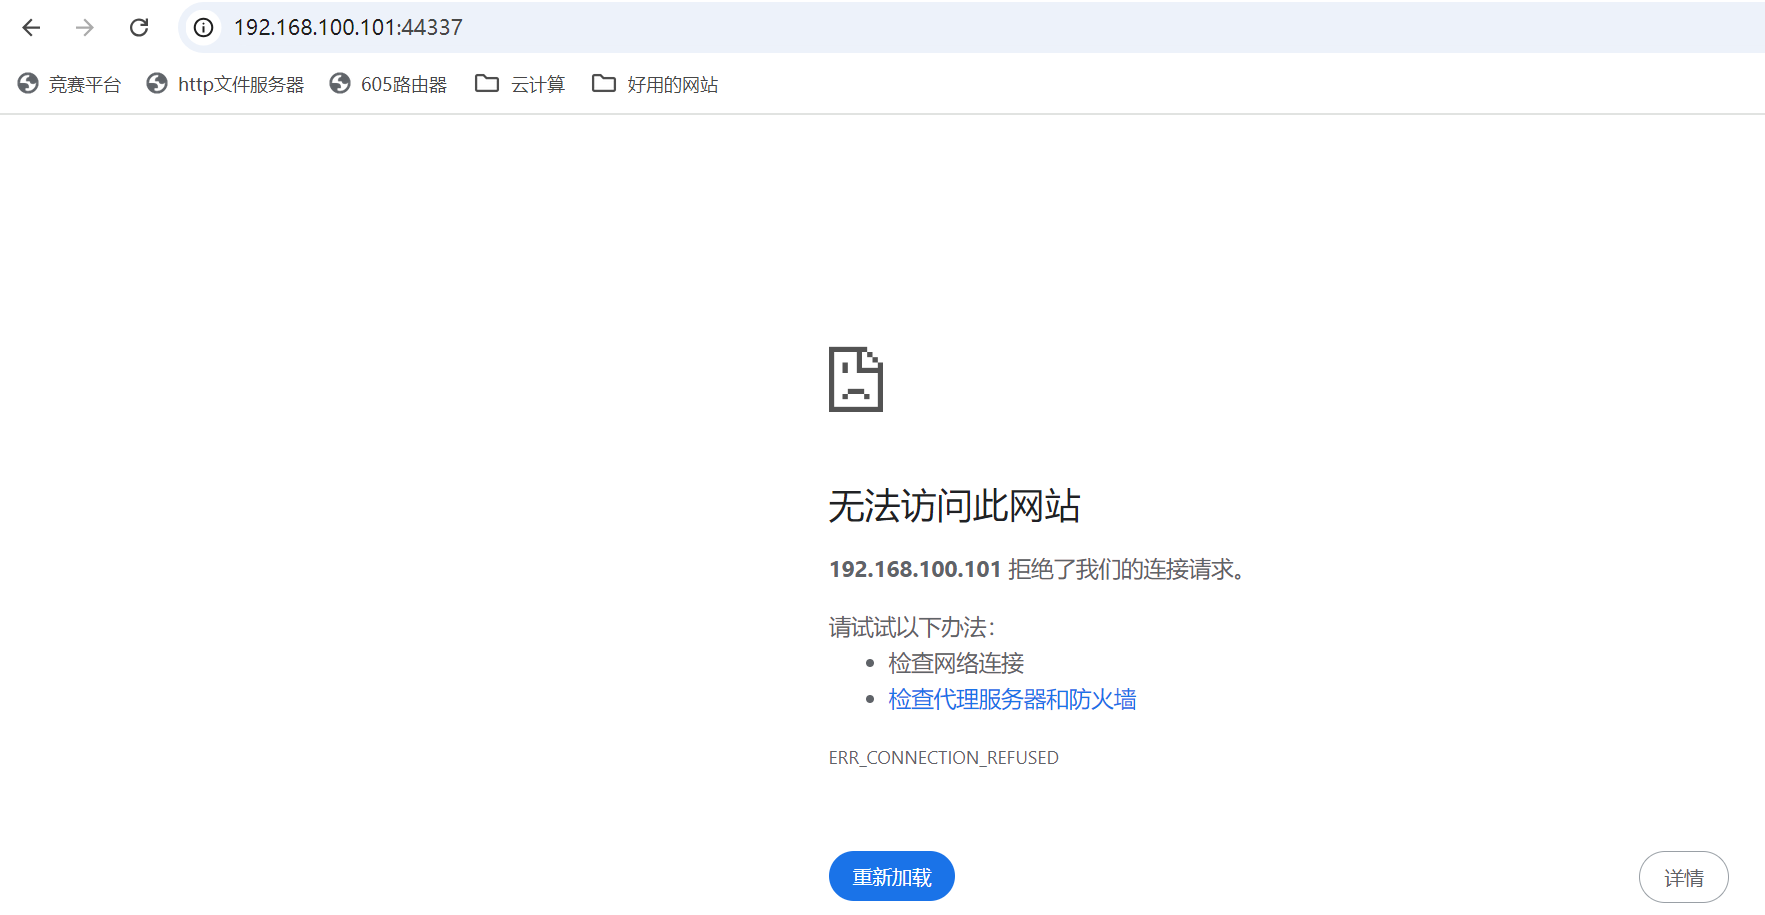 192.168.100.101:44337
竞赛平台 http文件服务器 605路由器 云计算 好用的网站
无法访问此网站
192.168.100.101 拒绝了我们的连接请求。
请试试以下办法：
检查网络连接
检查代理服务器和防火墙
ERR_CONNECTION_REFUSED
重新加载 详情